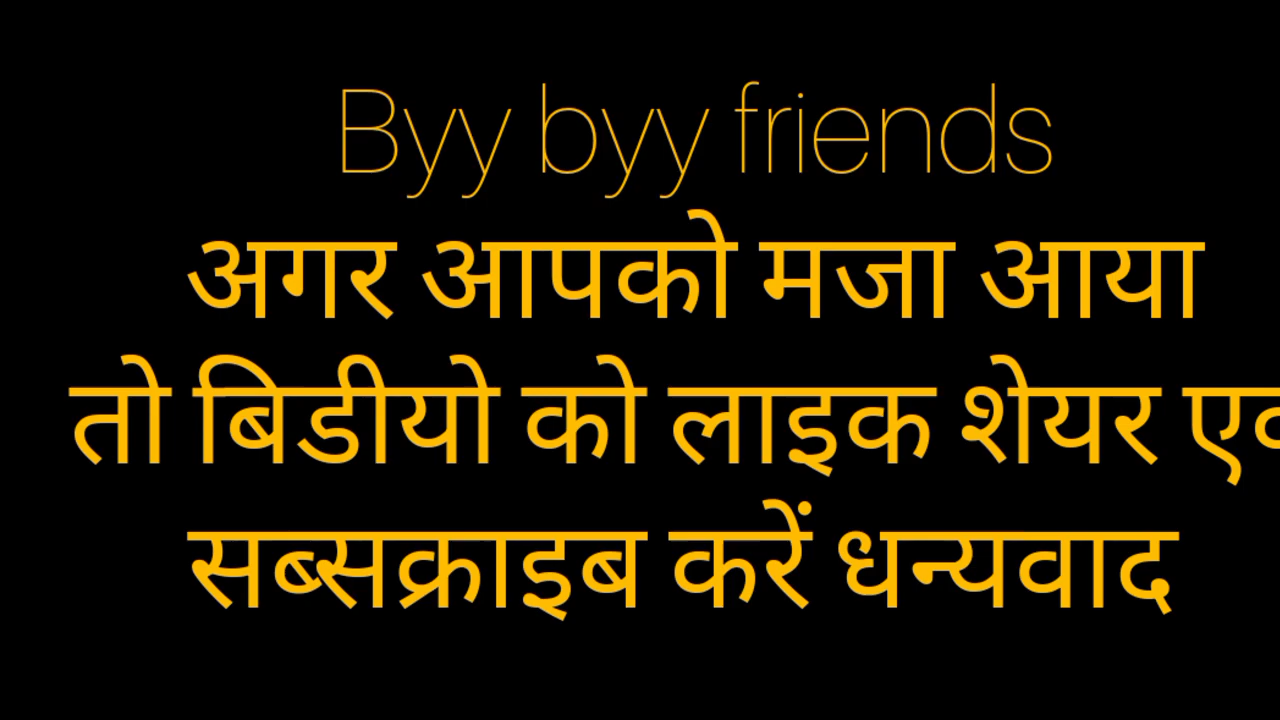 Byy byy friends
अगर आपको मजा आया
तो बिडीयो को लाइक शेयर
सब्सक्राइब करें धन्यवाद